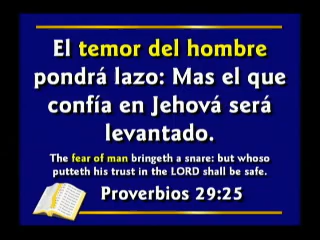 El temor del hombre
pondrá lazo: Mas el que
confía en Jehová será
levantado.
The fear of man bringeth a snare: but whoso
putteth his trust in the LORD shall be safe.
Proverbios 29:25